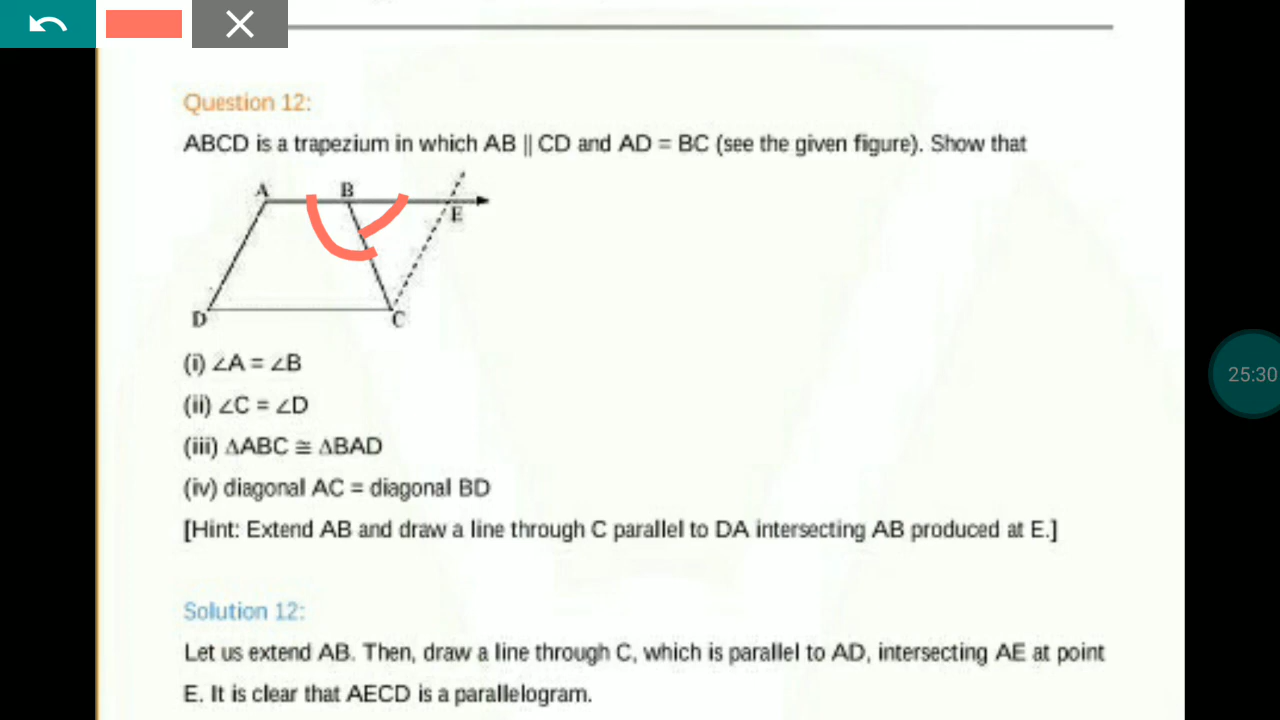 Question 12:
ABCD is a trapezium in which AB || CD and AD = BC (see the given figure). Show that
A B
E
D C
(i) ∠A = ∠B
(ii) ∠C = ∠D
(iii) ∆ABC ≅ ∆BAD
(iv) diagonal AC = diagonal BD
[Hint: Extend AB and draw a line through C parallel to DA intersecting AB produced at E.]
25:30
Solution 12:
Let us extend AB. Then, draw a line through C, which is parallel to AD, intersecting AE at point
E. It is clear that AECD is a parallelogram.